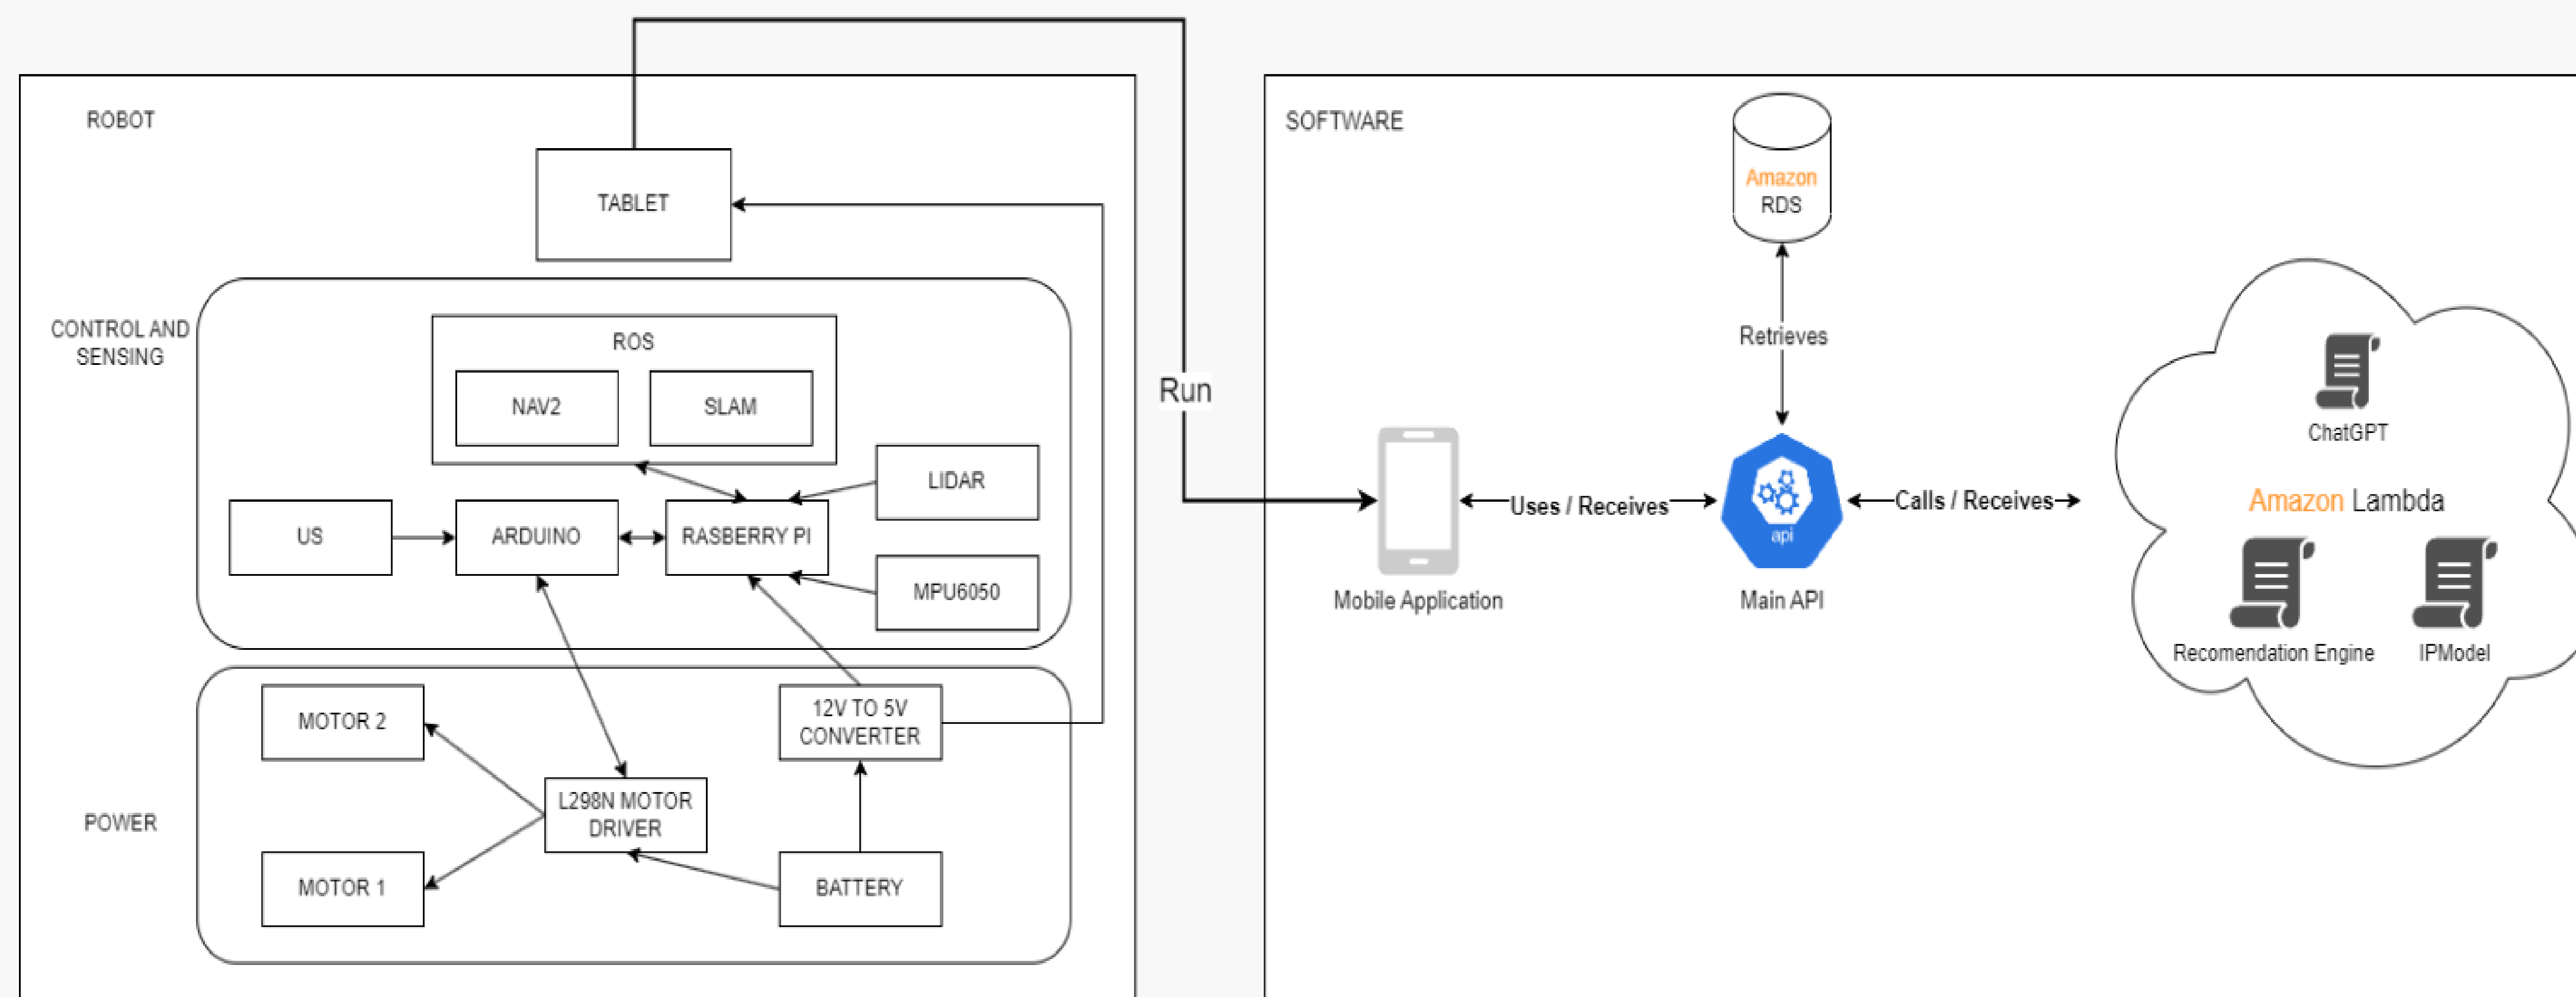 ROBOT
TABLET
CONTROL AND
SENSING
ROS
NAV2
SLAM
LIDAR
US
ARDUINO
RASBERRY PI
MPU6050
POWER
MOTOR 2
12V TO 5V
CONVERTER
L298N MOTOR
DRIVER
MOTOR 1
BATTERY
Run
SOFTWARE
Amazon
RDS
Retrieves
Mobile Application
Uses / Receives
api
Main API
Calls / Receives
ChatGPT
Amazon Lambda
Recomendation Engine
IPModel